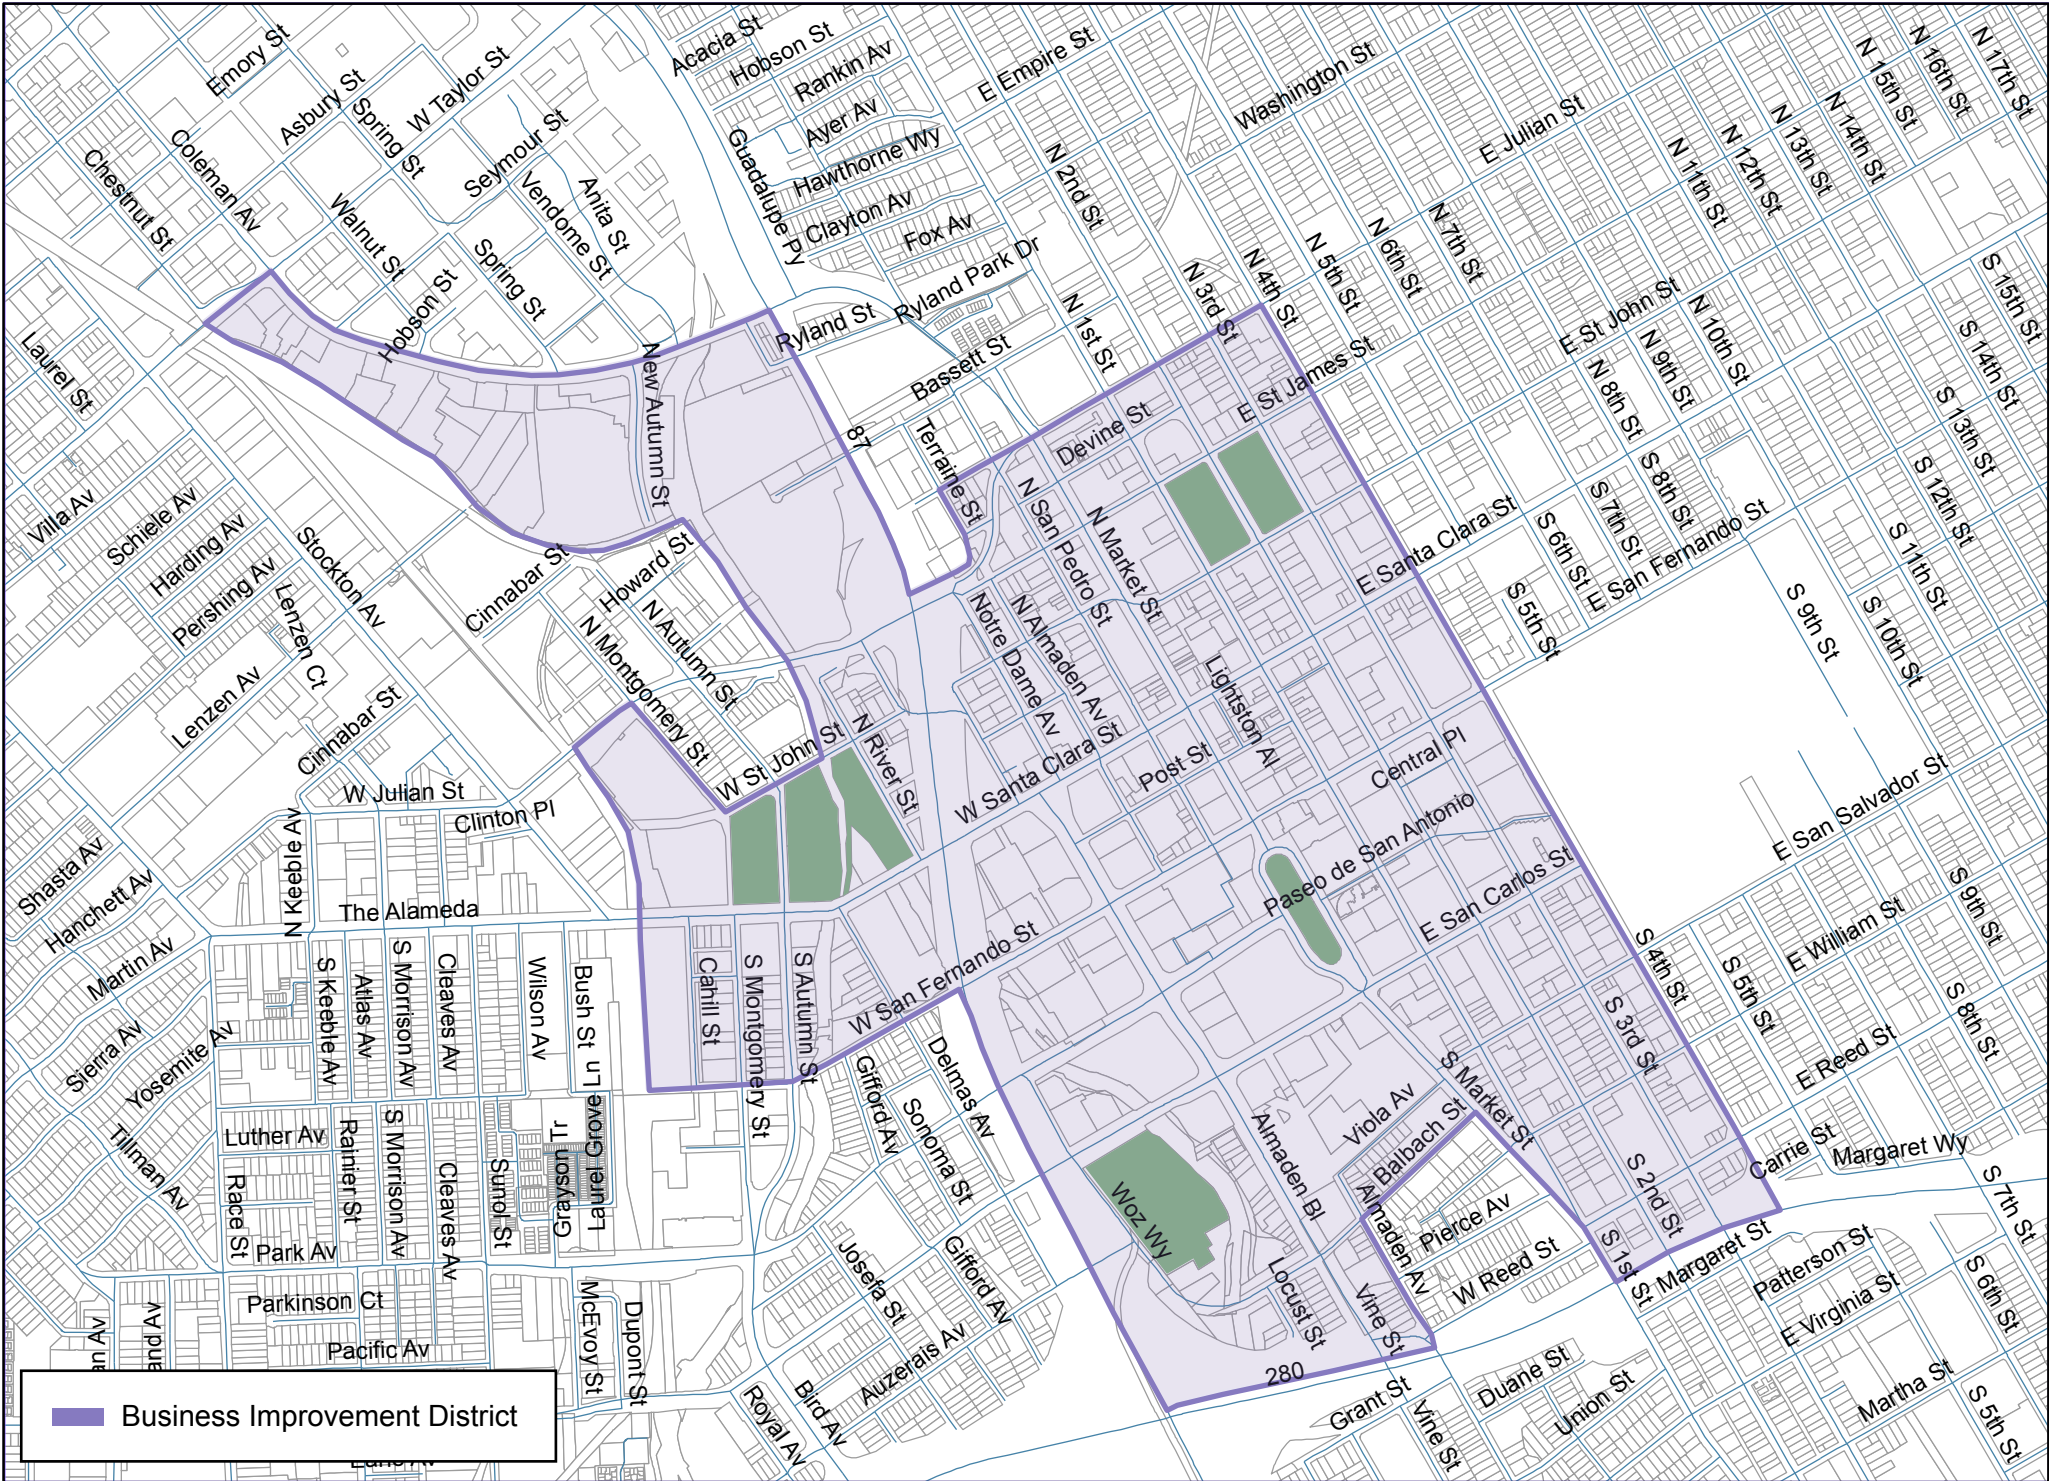 Emory St
Asbury St
Spring St
W Taylor St
Seymour St
Acacia St
Hobson St
Rankin Av
Ayer Av
Hawthorne Wy
Clayton Av
Fox Av
E Empire St
Washington St
E Julian St
N 15th St
N 16th St
N 17th St
N 14th St
N 13th St
N 12th St
N 11th St
Chestnut St
Coleman Av
Walnut St
Hobson St
Spring St
Vendome St
Anita St
Guadalupe Py
Ryland St
Ryland Park Dr
Bassett St
N 1st St
N 2nd St
N 3rd St
N 4th St
N 5th St
N 6th St
N 7th St
E St John St
N 8th St
N 9th St
N 10th St
S 15th St
S 14th St
S 13th St
S 12th St
S 11th St
S 10th St
S 9th St
Laurel St
Villa Av
Schiele Av
Harding Av
Pershing Av
Lenzen Ct
Lenzen Av
Stockton Av
Cinnabar St
Cinnabar St
Howard St
N Autumn St
N Montgomery St
New Autumn St
87
Terraine St
Devine St
E St James St
N San Pedro St
N Market St
N Almaden Av
Notre Dame Av
E Santa Clara St
E San Fernando St
S 8th St
S 7th St
S 6th St
S 5th St
W Julian St
Clinton Pl
N Keeble Av
The Alameda
W St John St
N River St
W Santa Clara St
Post St
Lightston Al
Central Pl
Paseo de San Antonio
E San Carlos St
E San Salvador St
E William St
S 9th St
S 8th St
E Reed St
S 4th St
S 5th St
S 3rd St
Shasta Av
Hanchett Av
Martin Av
Sierra Av
Yosemite Av
Tillman Av
S Keeble Av
Atlas Av
S Morrison Av
Cleaves Av
Wilson Av
Bush St
Cahill St
S Montgomery St
S Autumn St
W San Fernando St
Gifford Av
Delmas Av
Sonoma St
Luther Av
Race St
Rainier St
S Morrison Av
Cleaves Av
Sunol St
Grayson Tr
Laurel Grove Ln
Park Av
Parkinson Ct
Pacific Av
McEvoy St
Dupont St
Josefa St
Gifford Av
Auzerais Av
Bird Av
Royal Av
Woz Wy
Almaden Bl
Locust St
Vine St
Almaden Av
Viola Av
Balbach St
S Market St
Pierce Av
W Reed St
S 1st St
S 2nd St
Margaret St
Carrie St
Margaret Wy
S 7th St
S 6th St
S 5th St
Patterson St
E Virginia St
Martha St
280
Grant St
Vine St
Duane St
Union St
an Av
and Av
Business Improvement District